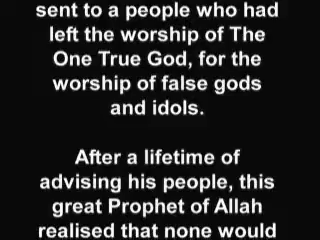 sent to a people who had
left the worship of The
One True God, for the
worship of false gods
and idols.
After a lifetime of
advising his people, this
great Prophet of Allah
realised that none would